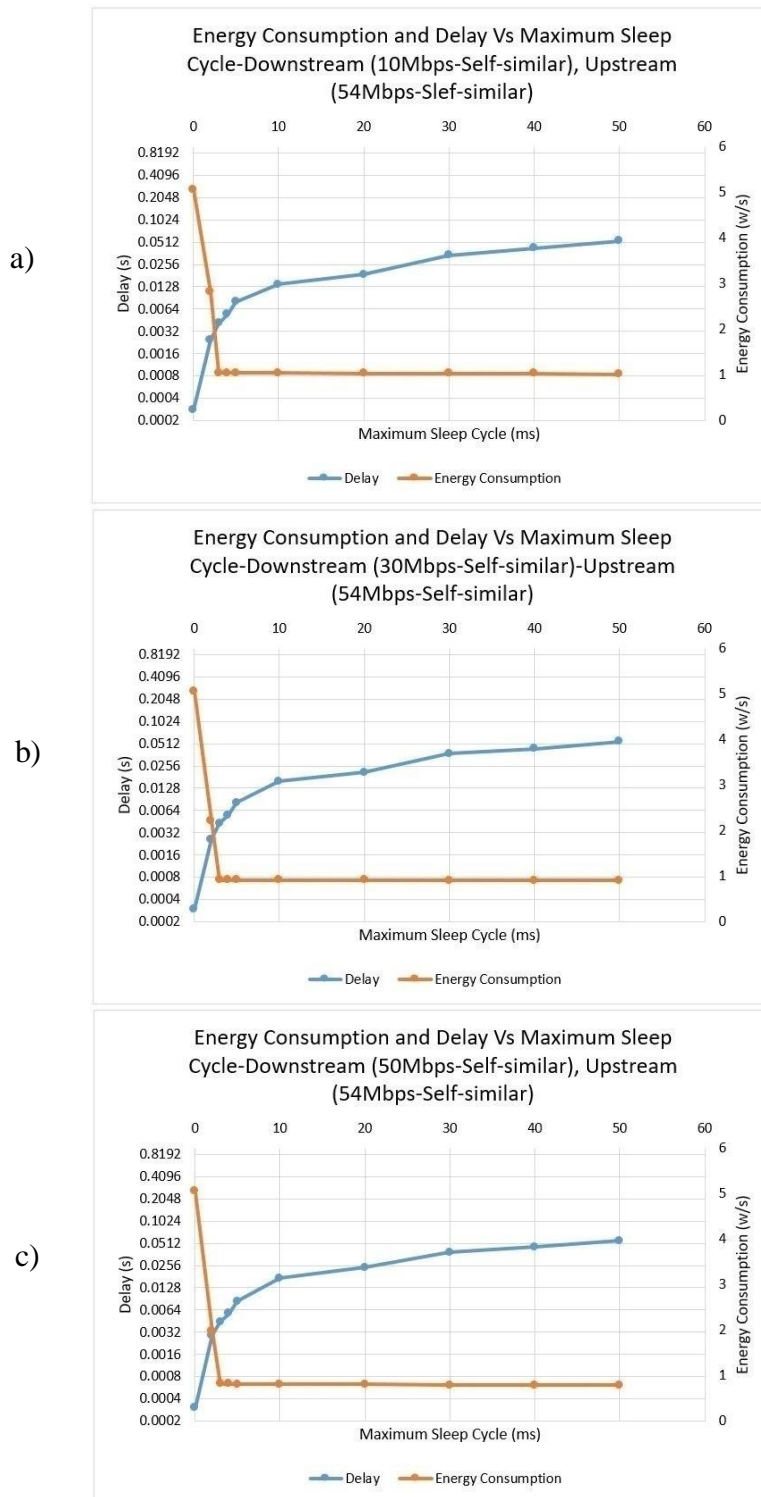 a)
Energy Consumption and Delay Vs Maximum Sleep
Cycle-Downstream (10Mbps-Self-similar), Upstream
(54Mbps-Slef-similar)
0 10 20 30 40 50 60
0.8192
0.4096
0.2048
0.1024
0.0512
0.0256
0.0128
0.0064
0.0032
0.0016
0.0008
0.0004
0.0002
Delay (s)
6
5
4
3
2
1
0
Energy Consumption (w/s)
Maximum Sleep Cycle (ms)
Delay Energy Consumption
b)
Energy Consumption and Delay Vs Maximum Sleep
Cycle-Downstream (30Mbps-Self-similar)-Upstream
(54Mbps-Self-similar)
0 10 20 30 40 50 60
0.8192
0.4096
0.2048
0.1024
0.0512
0.0256
0.0128
0.0064
0.0032
0.0016
0.0008
0.0004
0.0002
Delay (s)
6
5
4
3
2
1
0
Energy Consumption (w/s)
Maximum Sleep Cycle (ms)
Delay Energy Consumption
c)
Energy Consumption and Delay Vs Maximum Sleep
Cycle-Downstream (50Mbps-Self-similar), Upstream
(54Mbps-Self-similar)
0 10 20 30 40 50 60
0.8192
0.4096
0.2048
0.1024
0.0512
0.0256
0.0128
0.0064
0.0032
0.0016
0.0008
0.0004
0.0002
Delay (s)
6
5
4
3
2
1
0
Energy Consumption (w/s)
Maximum Sleep Cycle (ms)
Delay Energy Consumption